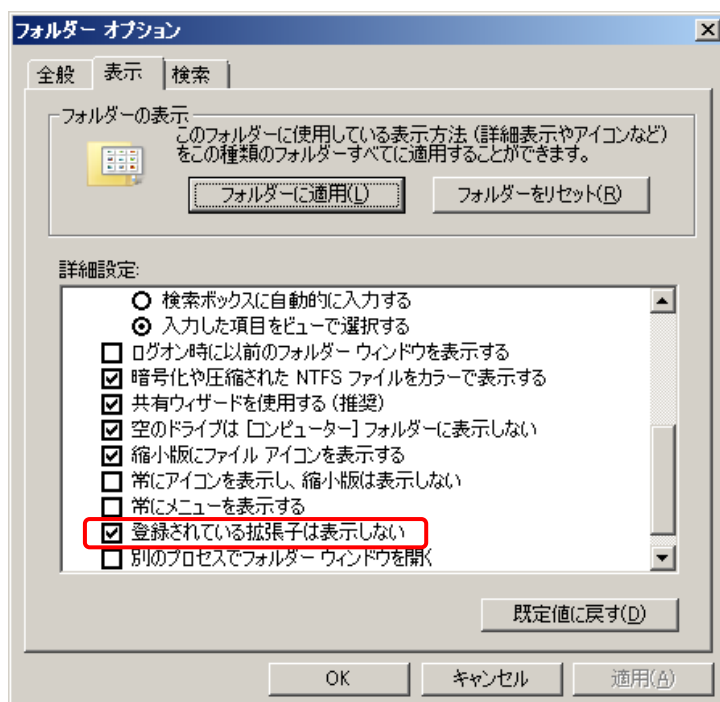 フォルダー オプション
全般 表示 検索
フォルダーの表示
このフォルダーに使用している表示方法 (詳細表示やアイコンなど)
をこの種類のフォルダーすべてに適用することができます。
フォルダーに適用(L) フォルダーをリセット(R)
詳細設定:
検索ボックスに自動的に入力する
入力した項目をビューで選択する
ログオン時に以前のフォルダー ウィンドウを表示する
暗号化や圧縮された NTFS ファイルをカラーで表示する
共有ウィザードを使用する (推奨)
空のドライブは [コンピューター] フォルダーに表示しない
縮小版にファイル アイコンを表示する
常にアイコンを表示し、縮小版は表示しない
常にメニューを表示する
登録されている拡張子は表示しない
別のプロセスでフォルダー ウィンドウを開く
既定値に戻す(D)
OK キャンセル 適用(A)